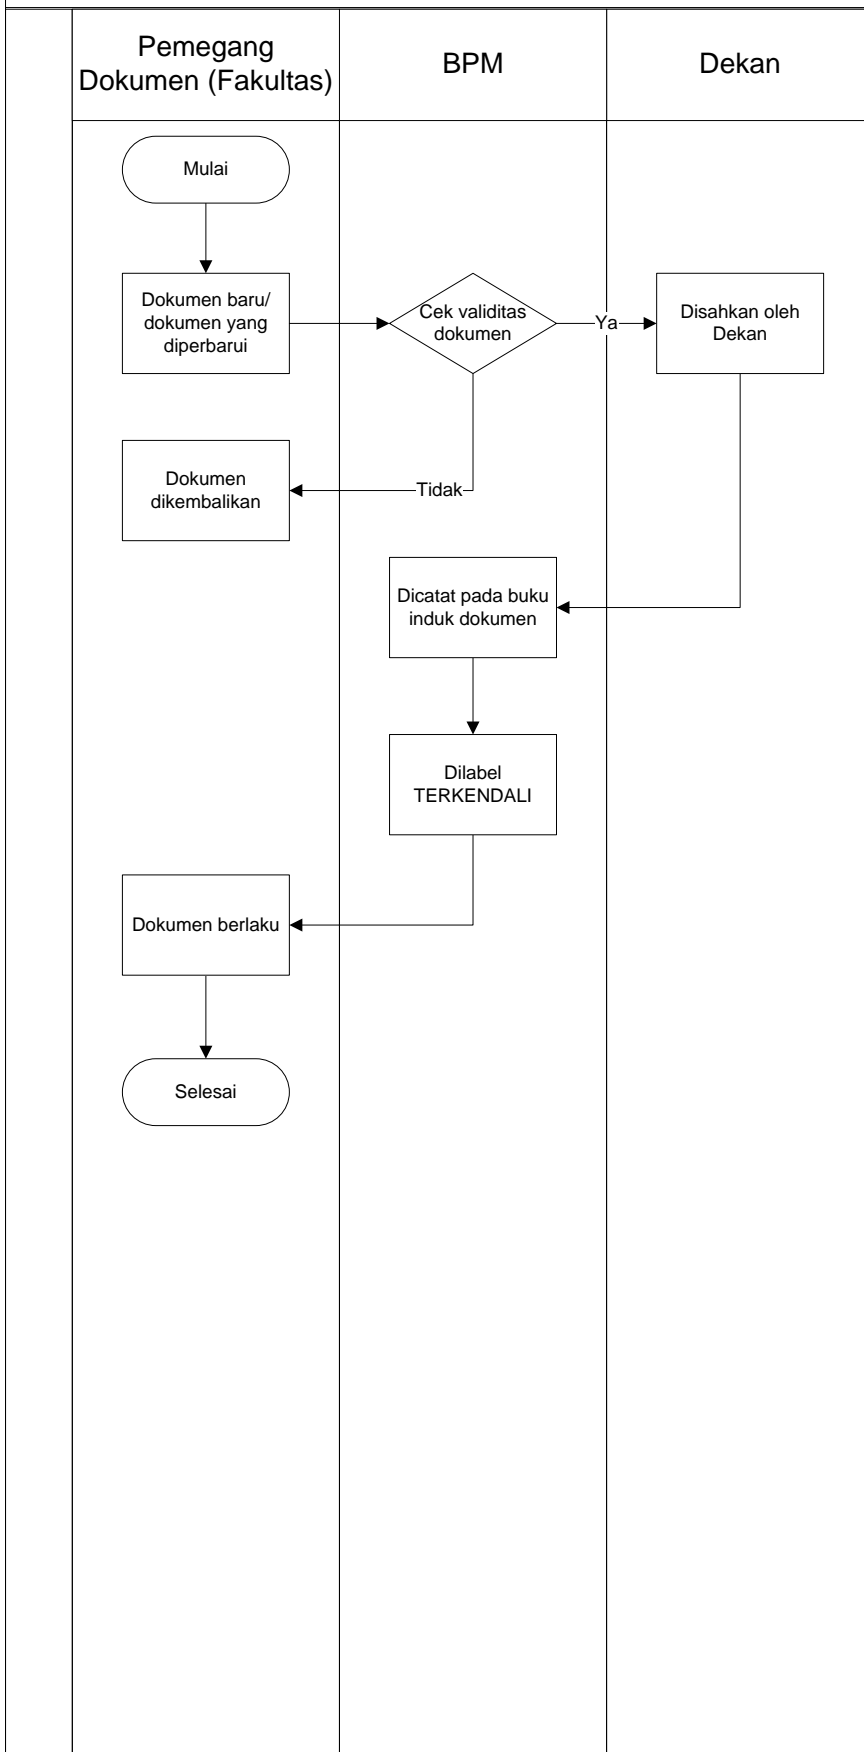 Pemegang
Dokumen (Fakultas)
BPM
Dekan
Mulai
Dokumen baru/
dokumen yang
diperbarui
Cek validitas
dokumen
Ya
Disahkan oleh
Dekan
Dokumen
dikembalikan
Tidak
Dicatat pada buku
induk dokumen
Dilabel
TERKENDALI
Dokumen berlaku
Selesai